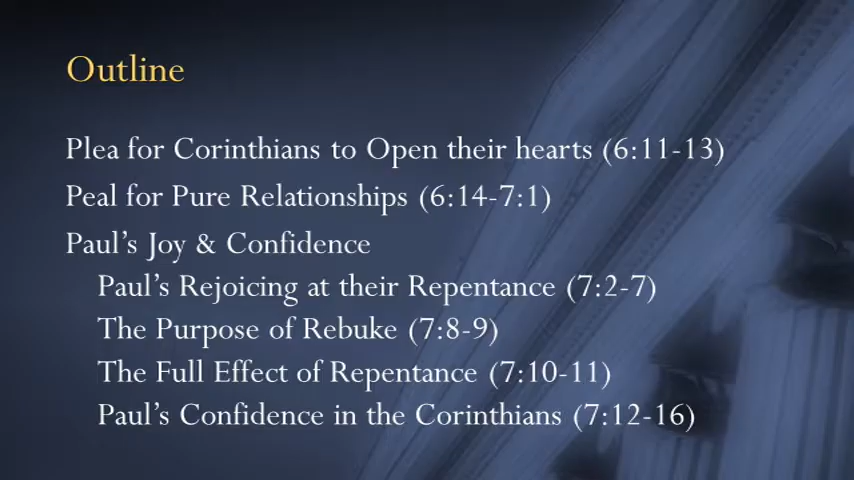 Outline
Plea for Corinthians to Open their hearts (6:11-13)
Peal for Pure Relationships (6:14-7:1)
Paul's Joy & Confidence
Paul's Rejoicing at their Repentance (7:2-7)
The Purpose of Rebuke (7:8-9)
The Full Effect of Repentance (7:10-11)
Paul's Confidence in the Corinthians (7:12-16)